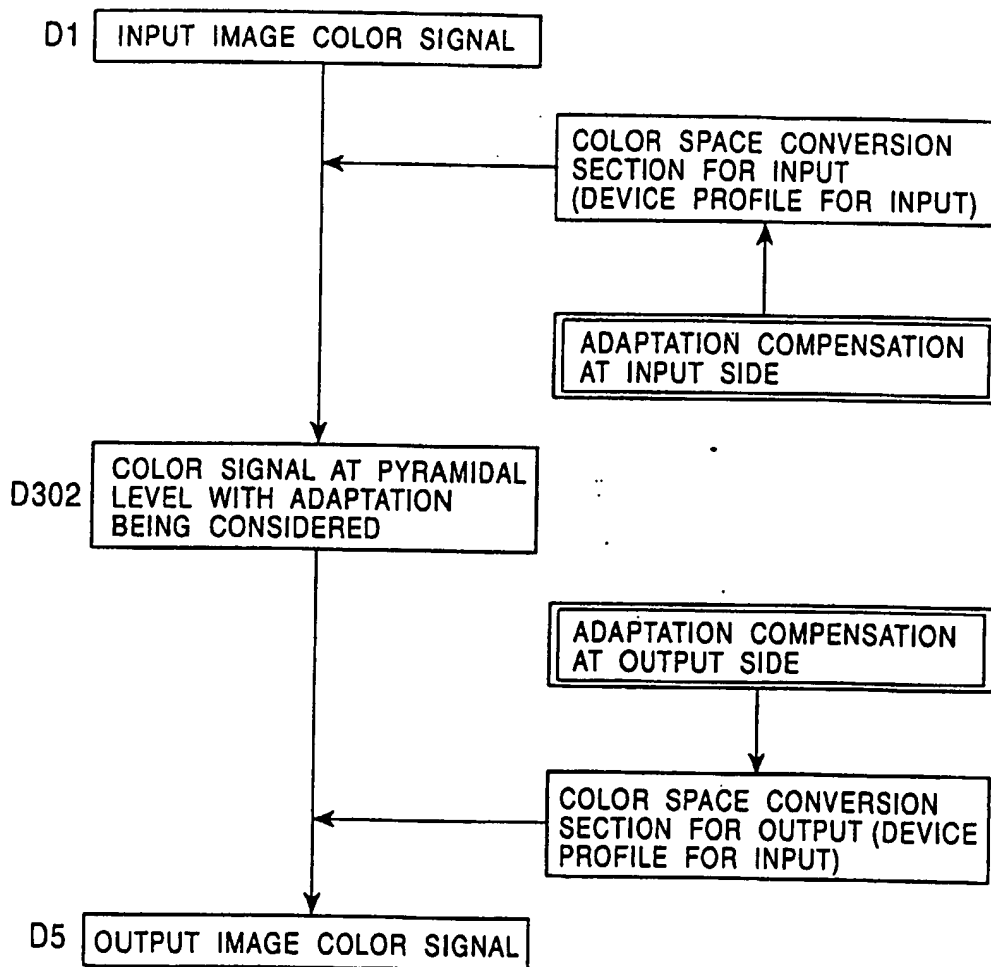 D1 INPUT IMAGE COLOR SIGNAL
COLOR SPACE CONVERSION
SECTION FOR INPUT
(DEVICE PROFILE FOR INPUT)
ADAPTATION COMPENSATION
AT INPUT SIDE
D302
COLOR SIGNAL AT PYRAMIDAL
LEVEL WITH ADAPTATION
BEING CONSIDERED
ADAPTATION COMPENSATION
AT OUTPUT SIDE
COLOR SPACE CONVERSION
SECTION FOR OUTPUT (DEVICE
PROFILE FOR INPUT)
D5 OUTPUT IMAGE COLOR SIGNAL